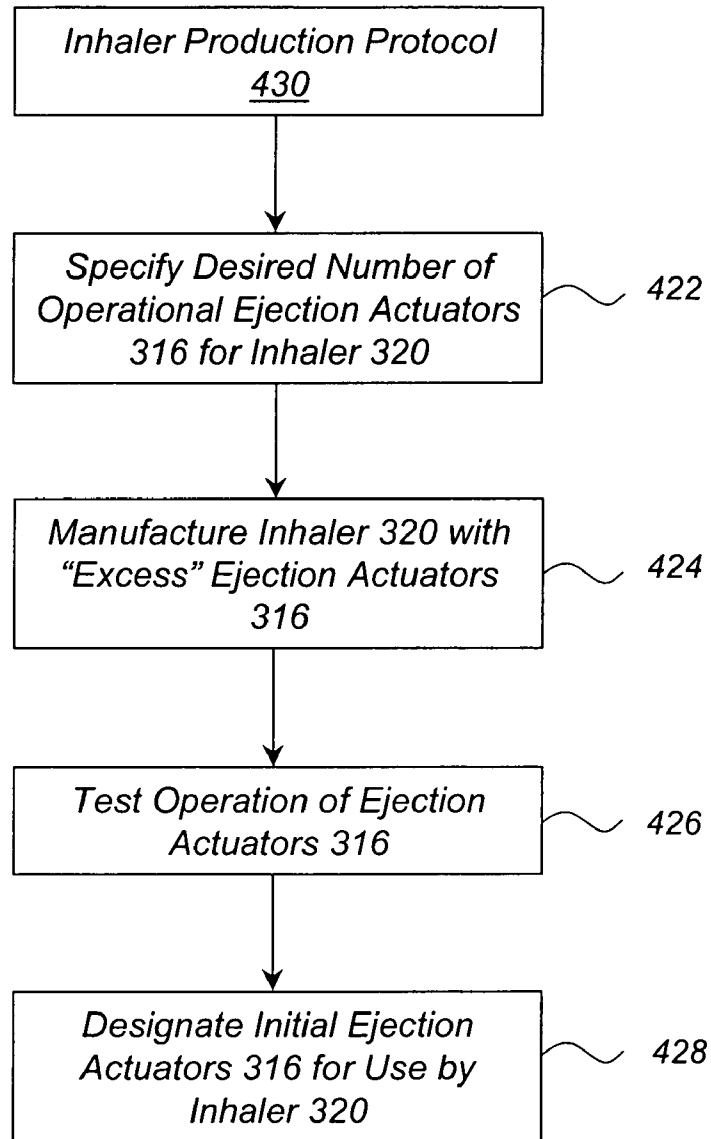 Inhaler Production Protocol
430
Specify Desired Number of
Operational Ejection Actuators
316 for Inhaler 320
422
Manufacture Inhaler 320 with
“Excess” Ejection Actuators
316
424
Test Operation of Ejection
Actuators 316
426
Designate Initial Ejection
Actuators 316 for Use by
Inhaler 320
428